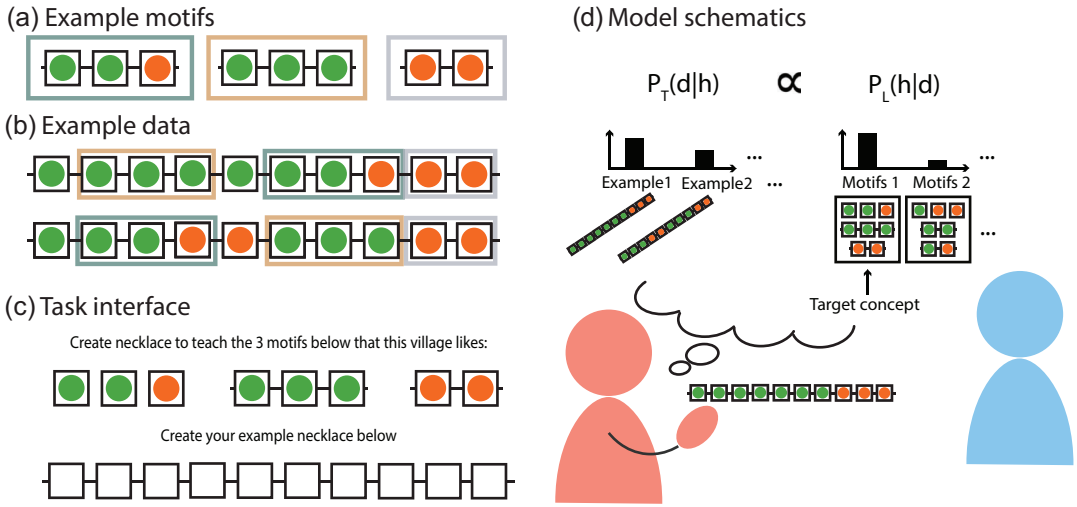 (a) Example motifs
(b) Example data
(c) Task interface
Create necklace to teach the 3 motifs below that this village likes:
Create your example necklace below
(d) Model schematics
P_T(d|h) ∝ P_L(h|d)
... ...
Example1 Example2 ...
Motifs 1 Motifs 2
...
Target concept